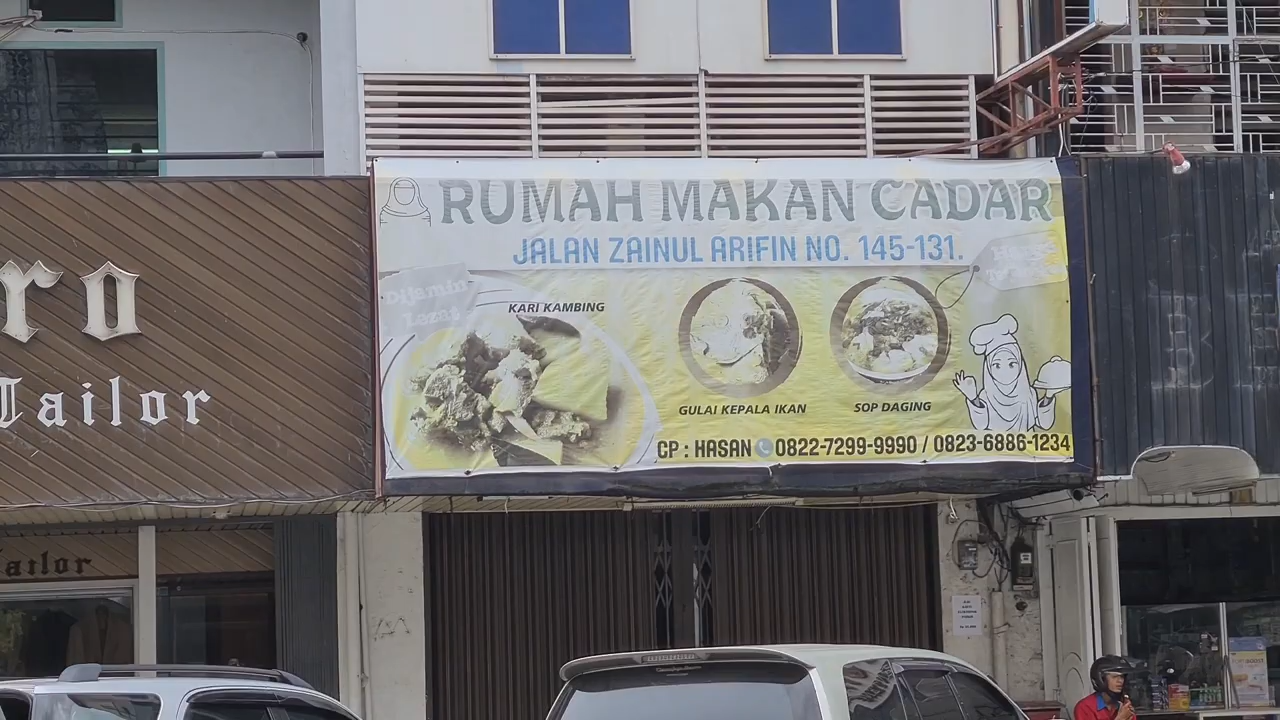 RUMAH MAKAN CADAR
JALAN ZAINUL ARIFIN NO. 145-131.
Dijamin
Lezat
KARI KAMBING
GULAI KEPALA IKAN
SOP DAGING
CP : HASAN 0822-7299-9990 / 0823-6886-1234
ro
Tailor
Tailor